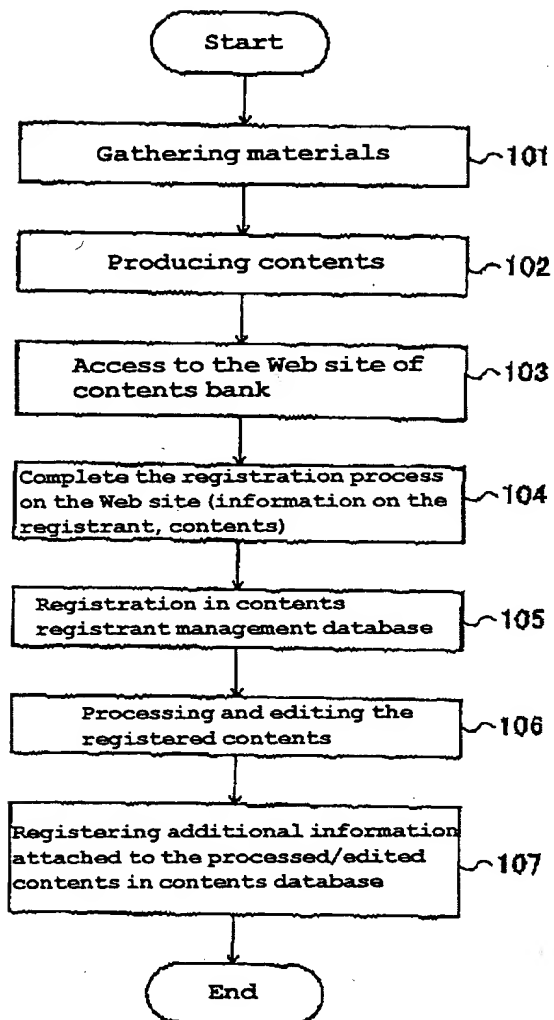 Start
Gathering materials
101
Producing contents
102
Access to the Web site of
contents bank
103
Complete the registration process
on the Web site (information on the
registrant, contents)
104
Registration in contents
registrant management database
105
Processing and editing the
registered contents
106
Registering additional information
attached to the processed/edited
contents in contents database
107
End